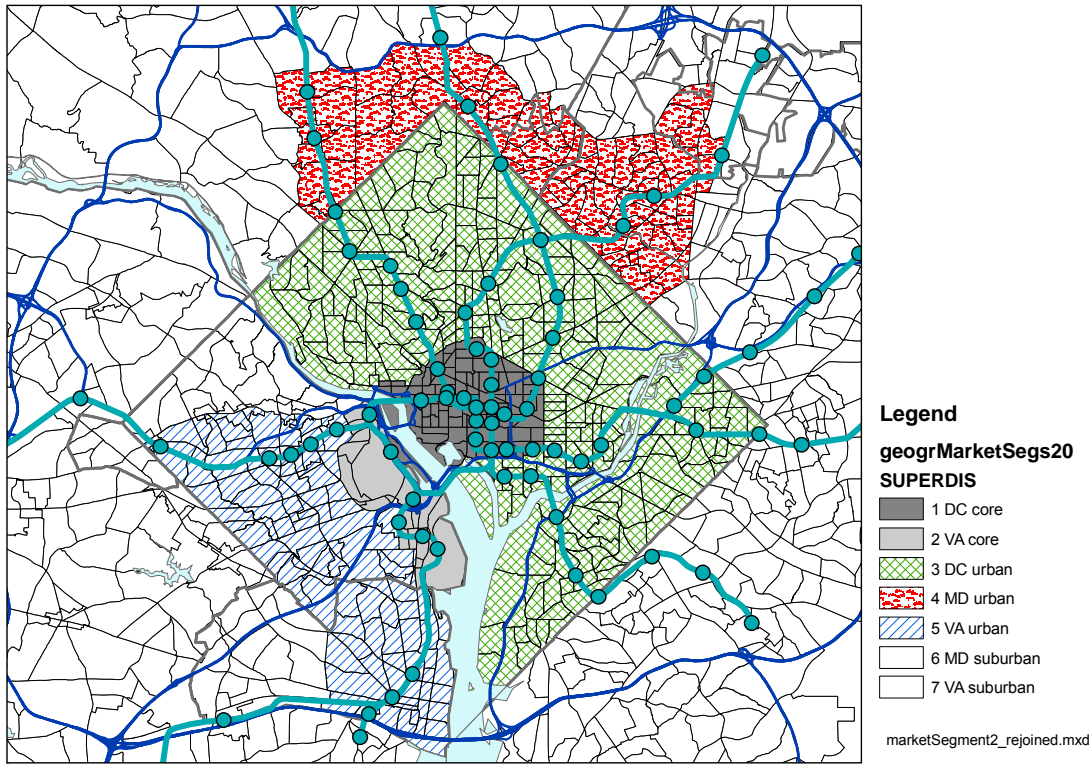 Legend
geogrMarketSegs20
SUPERDIS
1 DC core
2 VA core
3 DC urban
4 MD urban
5 VA urban
6 MD suburban
7 VA suburban
marketSegment2_rejoined.mxd